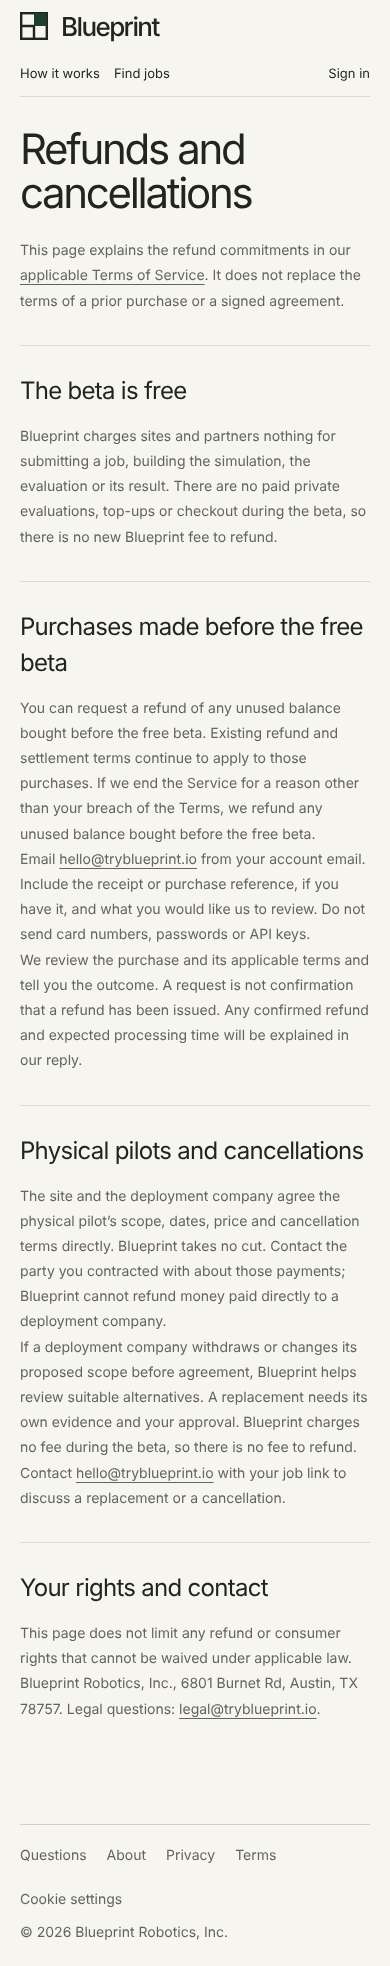 Blueprint
How it works Find jobs Sign in
Refunds and
cancellations
This page explains the refund commitments in our
applicable Terms of Service. It does not replace the
terms of a prior purchase or a signed agreement.
The beta is free
Blueprint charges sites and partners nothing for
submitting a job, building the simulation, the
evaluation or its result. There are no paid private
evaluations, top-ups or checkout during the beta, so
there is no new Blueprint fee to refund.
Purchases made before the free
beta
You can request a refund of any unused balance
bought before the free beta. Existing refund and
settlement terms continue to apply to those
purchases. If we end the Service for a reason other
than your breach of the Terms, we refund any
unused balance bought before the free beta.
Email hello@tryblueprint.io from your account email.
Include the receipt or purchase reference, if you
have it, and what you would like us to review. Do not
send card numbers, passwords or API keys.
We review the purchase and its applicable terms and
tell you the outcome. A request is not confirmation
that a refund has been issued. Any confirmed refund
and expected processing time will be explained in
our reply.
Physical pilots and cancellations
The site and the deployment company agree the
physical pilot's scope, dates, price and cancellation
terms directly. Blueprint takes no cut. Contact the
party you contracted with about those payments;
Blueprint cannot refund money paid directly to a
deployment company.
If a deployment company withdraws or changes its
proposed scope before agreement, Blueprint helps
review suitable alternatives. A replacement needs its
own evidence and your approval. Blueprint charges
no fee during the beta, so there is no fee to refund.
Contact hello@tryblueprint.io with your job link to
discuss a replacement or a cancellation.
Your rights and contact
This page does not limit any refund or consumer
rights that cannot be waived under applicable law.
Blueprint Robotics, Inc., 6801 Burnet Rd, Austin, TX
78757. Legal questions: legal@tryblueprint.io.
Questions About Privacy Terms
Cookie settings
© 2026 Blueprint Robotics, Inc.